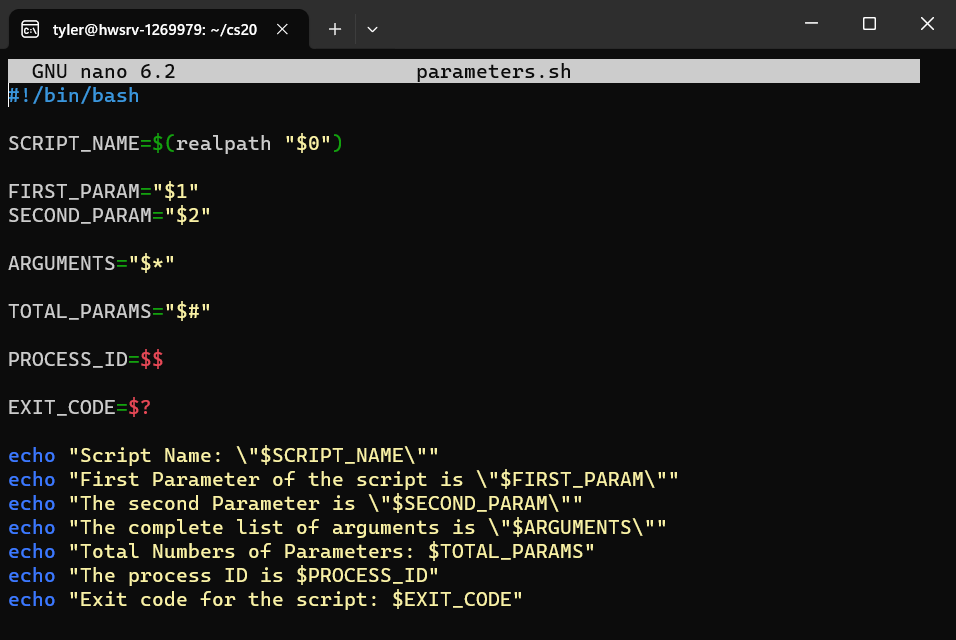 tyler@hwsrv-1269979: ~/cs20
GNU nano 6.2 parameters.sh
#!/bin/bash
SCRIPT_NAME=$(realpath "$0")
FIRST_PARAM="$1"
SECOND_PARAM="$2"
ARGUMENTS="$*"
TOTAL_PARAMS="$#"
PROCESS_ID=$$
EXIT_CODE=$?
echo "Script Name: \"$SCRIPT_NAME\""
echo "First Parameter of the script is \"$FIRST_PARAM\""
echo "The second Parameter is \"$SECOND_PARAM\""
echo "The complete list of arguments is \"$ARGUMENTS\""
echo "Total Numbers of Parameters: $TOTAL_PARAMS"
echo "The process ID is $PROCESS_ID"
echo "Exit code for the script: $EXIT_CODE"